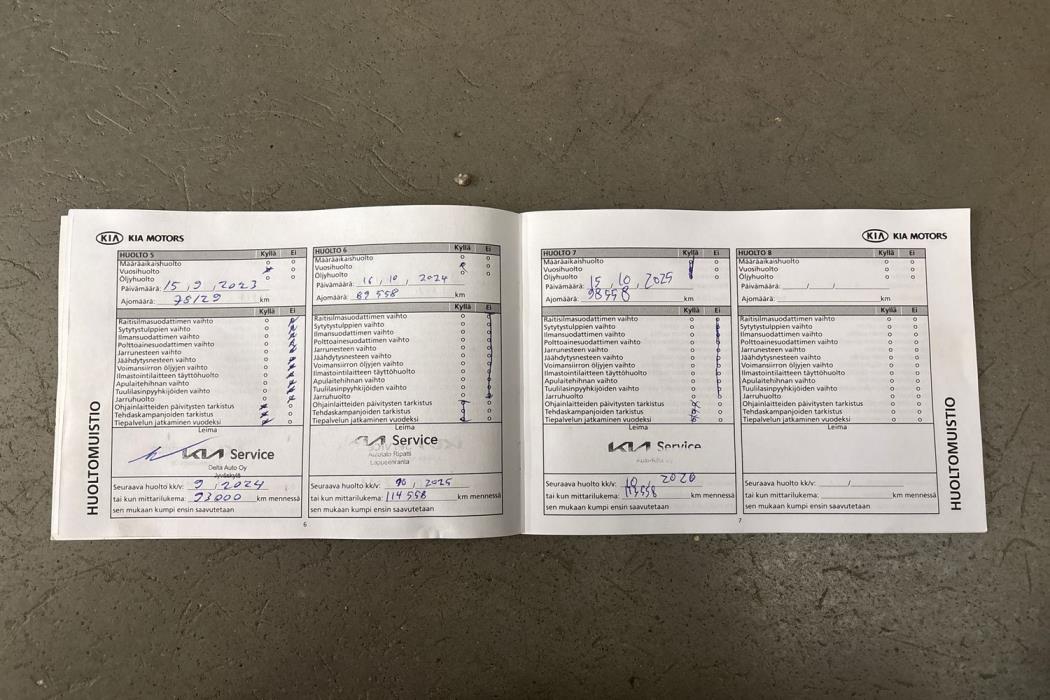 KIA KIA MOTORS
HUOLTOMUISTIO
HUOLTO 5 Kyllä Ei
Määräaikaishuolto
Vuosihuolto
Öljyhuolto
Päivämäärä: 15 , 9 , 2023
Ajomäärä: 78129 km
Kyllä Ei
Raitisilmasuodattimen vaihto
Sytytystulppien vaihto
Ilmansuodattimen vaihto
Polttoainesuodattimen vaihto
Jarrunesteen vaihto
Jäähdytysnesteen vaihto
Voimansiirron öljyjen vaihto
Ilmastointilaitteen täyttöhuolto
Apulaitehihnan vaihto
Tuulilasinpyyhkijöiden vaihto
Jarruhuolto
Ohjainlaitteiden päivitysten tarkistus
Tehdaskampanjoiden tarkistus
Tiepalvelun jatkaminen vuodeksi
Leima
KIA Service
Delta Auto Oy
Jyväskylä
Seuraava huolto kk/v: 9 , 2024
tai kun mittarilukema: 93000 km mennessä
sen mukaan kumpi ensin saavutetaan
HUOLTO 6 Kyllä Ei
Määräaikaishuolto
Vuosihuolto
Öljyhuolto
Päivämäärä: 16 , 10 , 2024
Ajomäärä: 89 558 km
Kyllä Ei
Raitisilmasuodattimen vaihto
Sytytystulppien vaihto
Ilmansuodattimen vaihto
Polttoainesuodattimen vaihto
Jarrunesteen vaihto
Jäähdytysnesteen vaihto
Voimansiirron öljyjen vaihto
Ilmastointilaitteen täyttöhuolto
Apulaitehihnan vaihto
Tuulilasinpyyhkijöiden vaihto
Jarruhuolto
Ohjainlaitteiden päivitysten tarkistus
Tehdaskampanjoiden tarkistus
Tiepalvelun jatkaminen vuodeksi
Leima
KIA Service
Autotalo Ripatti
Lappeenranta
Seuraava huolto kk/v: 10 , 2025
tai kun mittarilukema: 114 558 km mennessä
sen mukaan kumpi ensin saavutetaan
6
KIA KIA MOTORS
HUOLTO 7 Kyllä Ei
Määräaikaishuolto
Vuosihuolto
Öljyhuolto
Päivämäärä: 15 , 10 , 2025
Ajomäärä: 98558 km
Kyllä Ei
Raitisilmasuodattimen vaihto
Sytytystulppien vaihto
Ilmansuodattimen vaihto
Polttoainesuodattimen vaihto
Jarrunesteen vaihto
Jäähdytysnesteen vaihto
Voimansiirron öljyjen vaihto
Ilmastointilaitteen täyttöhuolto
Apulaitehihnan vaihto
Tuulilasinpyyhkijöiden vaihto
Jarruhuolto
Ohjainlaitteiden päivitysten tarkistus
Tehdaskampanjoiden tarkistus
Tiepalvelun jatkaminen vuodeksi
Leima
KIA Service
Seuraava huolto kk/v: 10 2026
tai kun mittarilukema: 113558 km mennessä
sen mukaan kumpi ensin saavutetaan
HUOLTO 8 Kyllä Ei
Määräaikaishuolto
Vuosihuolto
Öljyhuolto
Päivämäärä: / /
Ajomäärä: km
Kyllä Ei
Raitisilmasuodattimen vaihto
Sytytystulppien vaihto
Ilmansuodattimen vaihto
Polttoainesuodattimen vaihto
Jarrunesteen vaihto
Jäähdytysnesteen vaihto
Voimansiirron öljyjen vaihto
Ilmastointilaitteen täyttöhuolto
Apulaitehihnan vaihto
Tuulilasinpyyhkijöiden vaihto
Jarruhuolto
Ohjainlaitteiden päivitysten tarkistus
Tehdaskampanjoiden tarkistus
Tiepalvelun jatkaminen vuodeksi
Leima
Seuraava huolto kk/v: /
tai kun mittarilukema: km mennessä
sen mukaan kumpi ensin saavutetaan
HUOLTOMUISTIO
7